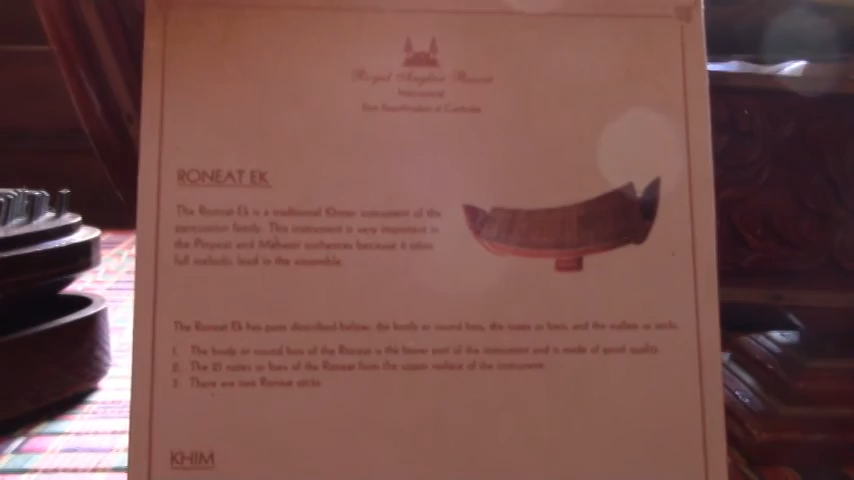 Royal Angkor Resort
RONEAT EK
The Roneat Ek is a traditional Khmer instrument of the
percussion family. This instrument is very important in
the Pinpeat and Mahaori orchestras because it takes
full melodic lead in the ensemble.
The Roneat Ek has parts described below, the body or sound box, the notes or bars, and the mallets or sticks.
1. The body or sound box of the Roneat is the lower part of the instrument and is made of good quality.
2. The 21 notes or bars of the Roneat form the upper surface of the instrument.
3. There are two Roneat sticks
KHIM